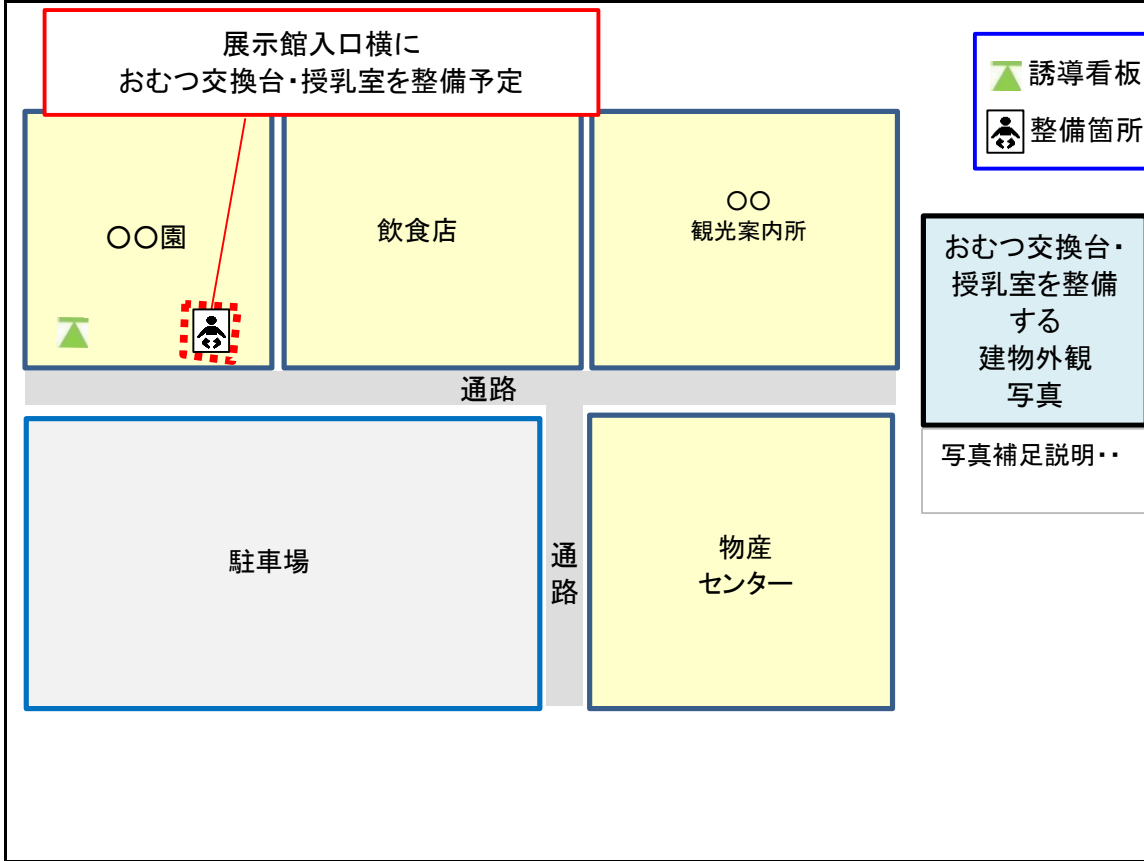 展示館入口横に
おむつ交換台・授乳室を整備予定
誘導看板
整備箇所
〇〇園
飲食店
〇〇
観光案内所
おむつ交換台・
授乳室を整備
する
建物外観
写真
写真補足説明・・
通路
駐車場
通路
物産
センター